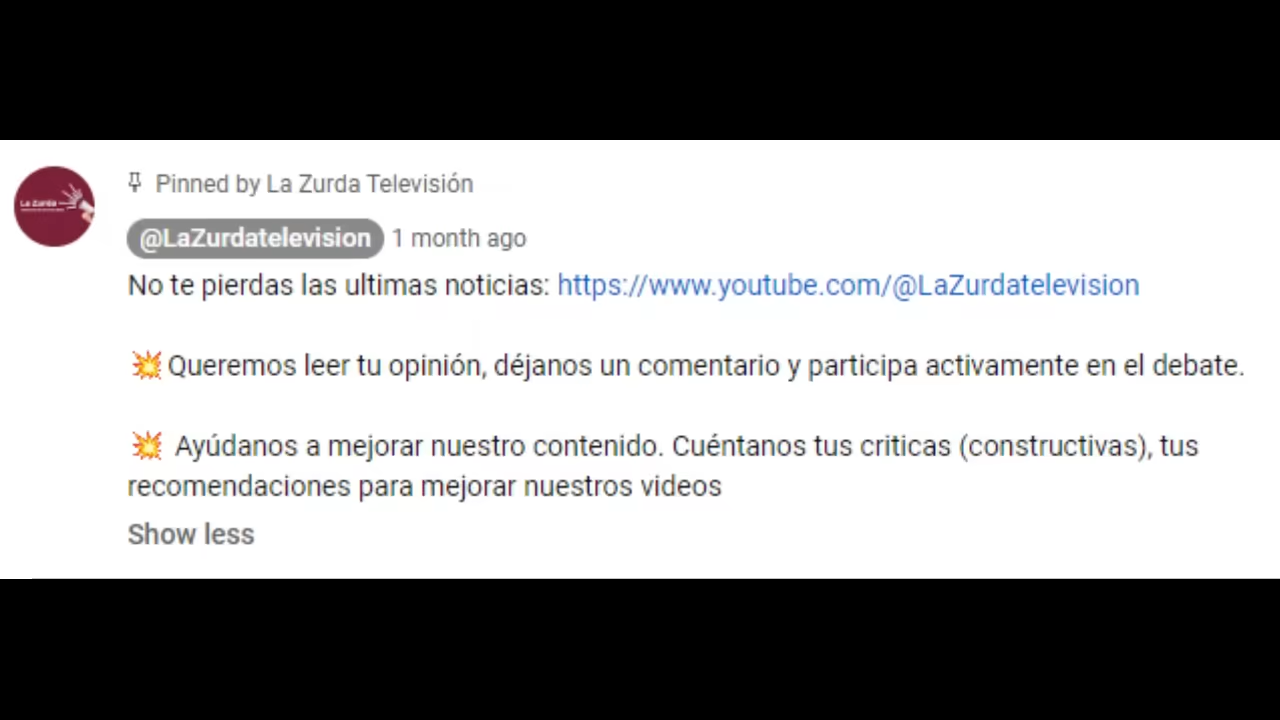 Pinned by La Zurda Televisión
@LaZurdatelevision 1 month ago
No te pierdas las ultimas noticias: https://www.youtube.com/@LaZurdatelevision
💥 Queremos leer tu opinión, déjanos un comentario y participa activamente en el debate.
💥 Ayúdanos a mejorar nuestro contenido. Cuéntanos tus criticas (constructivas), tus
recomendaciones para mejorar nuestros videos
Show less
La Zurda